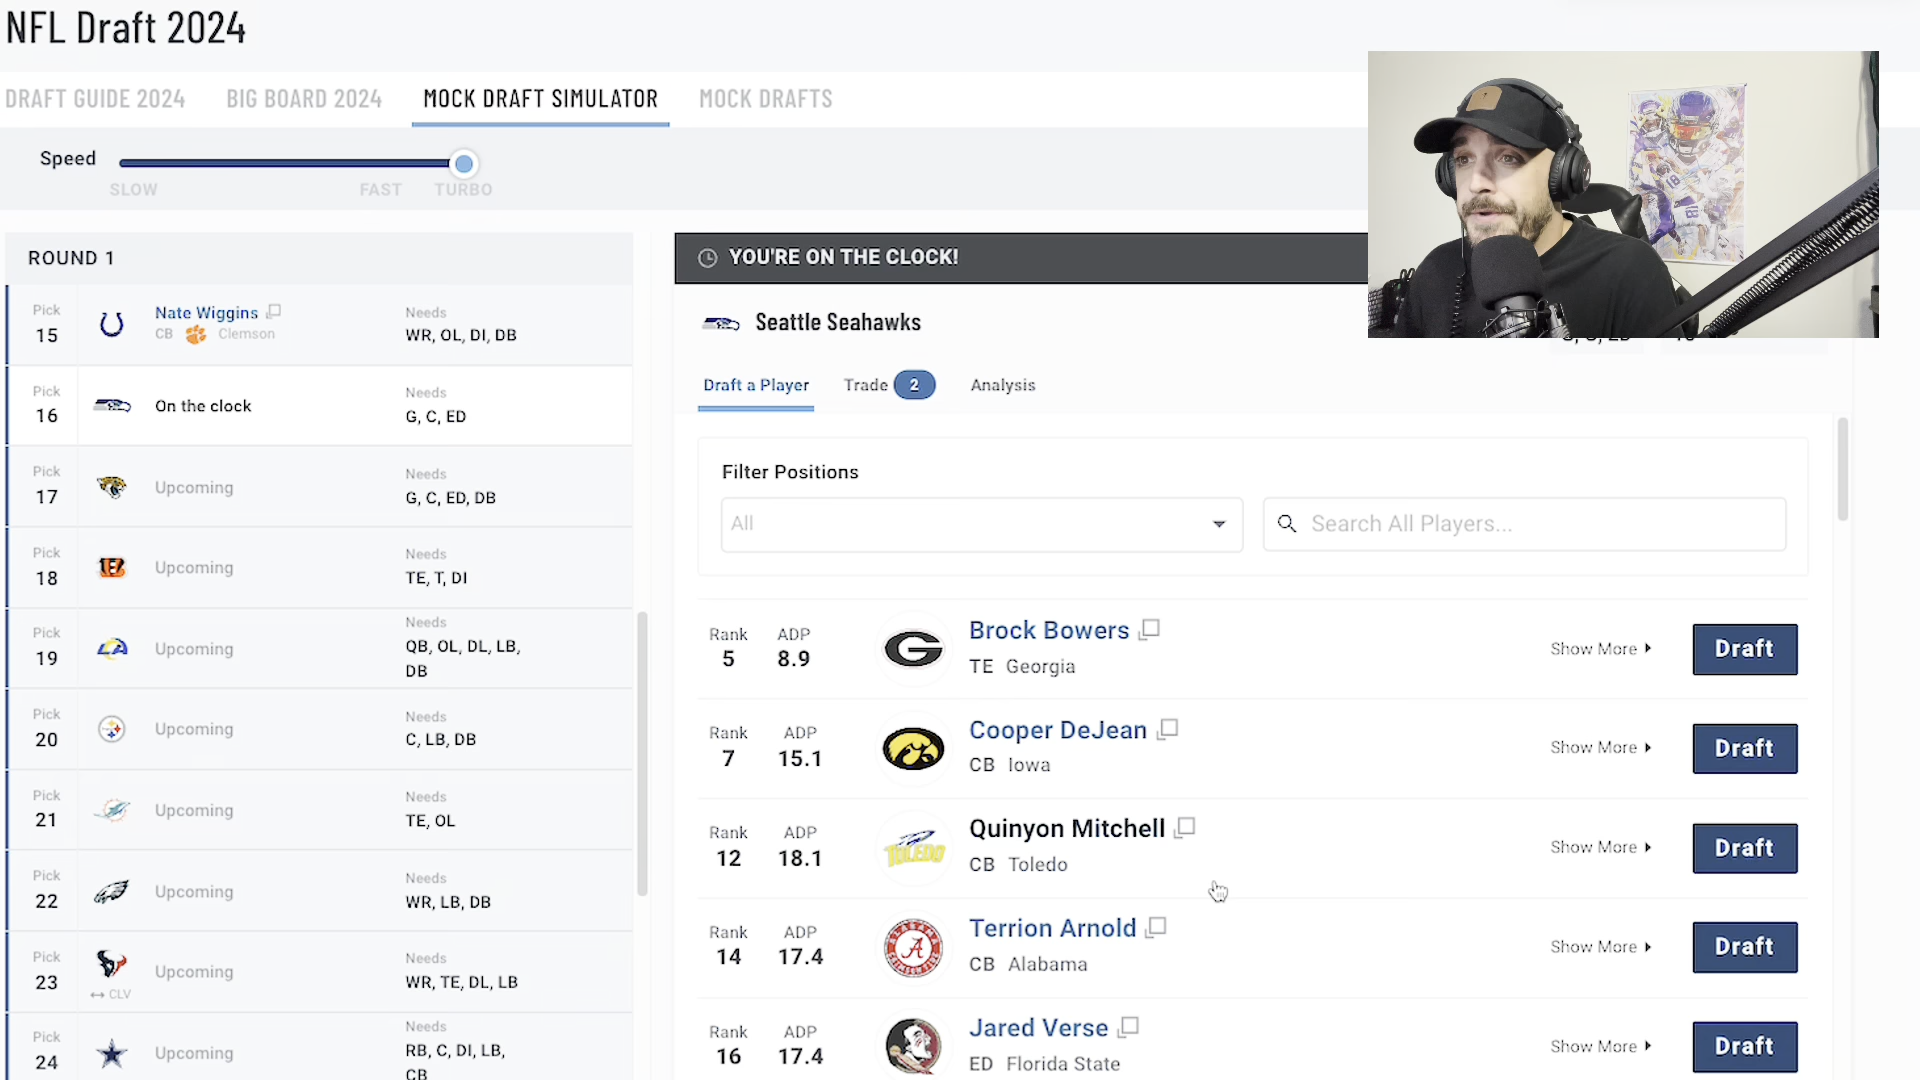 NFL Draft 2024
DRAFT GUIDE 2024
BIG BOARD 2024
MOCK DRAFT SIMULATOR
MOCK DRAFTS
Speed
SLOW
FAST
TURBO
ROUND 1
Pick
15
Nate Wiggins
CB Clemson
Needs
WR, OL, DI, DB
Pick
16
On the clock
Needs
G, C, ED
Pick
17
Upcoming
Needs
G, C, ED, DB
Pick
18
Upcoming
Needs
TE, T, DI
Pick
19
Upcoming
Needs
QB, OL, DL, LB,
DB
Pick
20
Upcoming
Needs
C, LB, DB
Pick
21
Upcoming
Needs
TE, OL
Pick
22
Upcoming
Needs
WR, LB, DB
Pick
23
↔ CLV
Upcoming
Needs
WR, TE, DL, LB
Pick
24
Upcoming
Needs
RB, C, DI, LB,
CB
YOU'RE ON THE CLOCK!
Seattle Seahawks
Draft a Player
Trade 2
Analysis
Filter Positions
All
Search All Players...
Rank
5
ADP
8.9
Brock Bowers
TE Georgia
Show More
Draft
Rank
7
ADP
15.1
Cooper DeJean
CB Iowa
Show More
Draft
Rank
12
ADP
18.1
TOLEDO
Quinyon Mitchell
CB Toledo
Show More
Draft
Rank
14
ADP
17.4
Terrion Arnold
CB Alabama
Show More
Draft
Rank
16
ADP
17.4
Jared Verse
ED Florida State
Show More
Draft